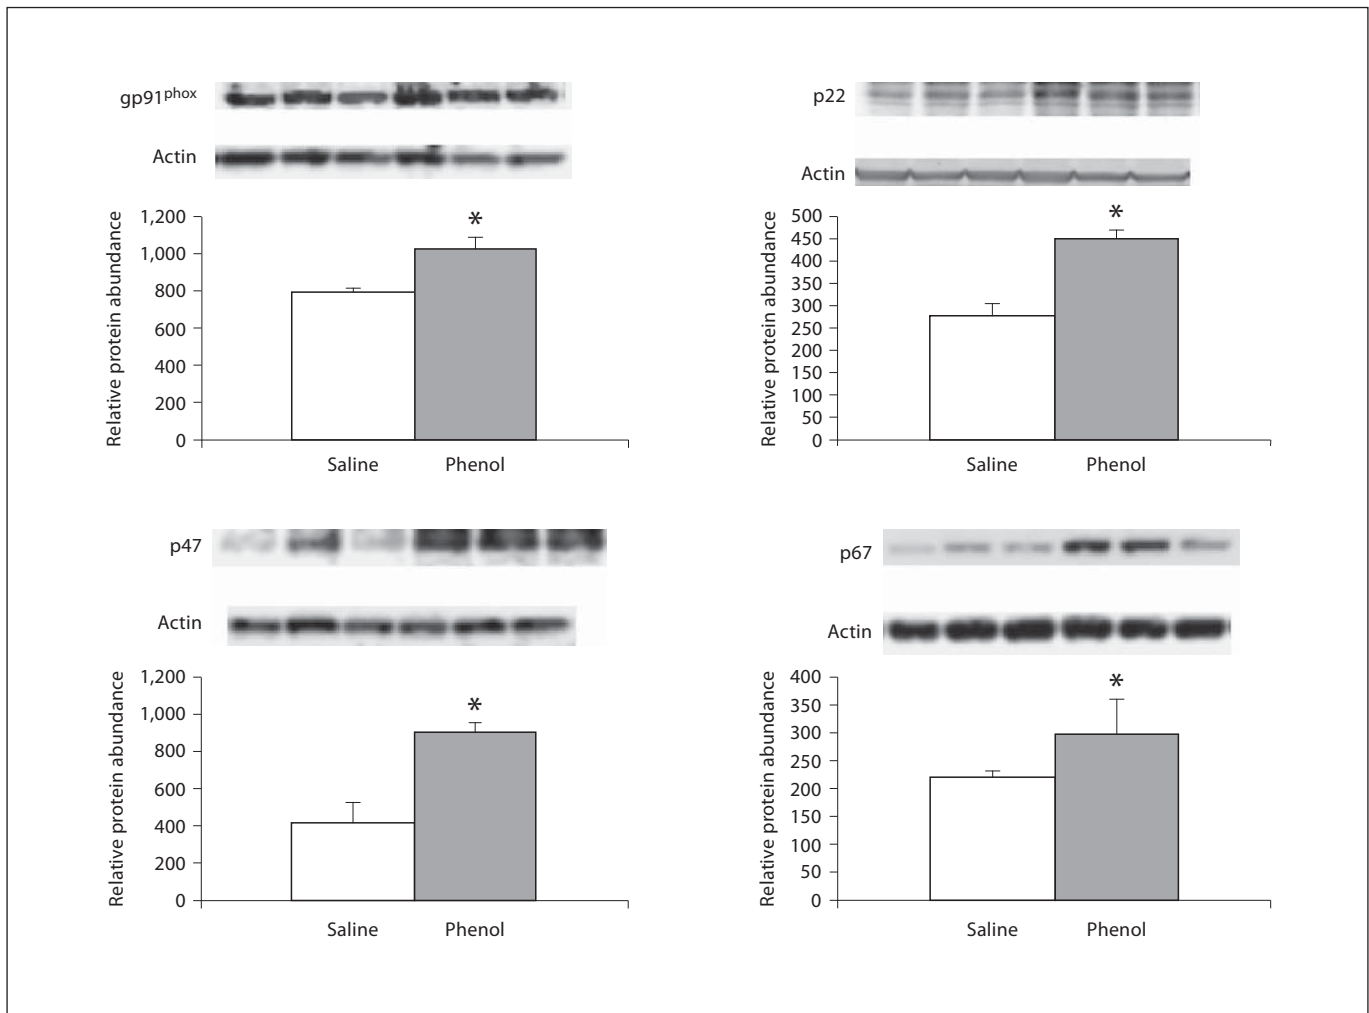 gp91phox
Actin
*
Relative protein abundance
1,200
1,000
800
600
400
200
0
Saline Phenol
p22
Actin
*
Relative protein abundance
500
450
400
350
300
250
200
150
100
50
0
Saline Phenol
p47
Actin
*
Relative protein abundance
1,200
1,000
800
600
400
200
0
Saline Phenol
p67
Actin
*
Relative protein abundance
400
350
300
250
200
150
100
50
0
Saline Phenol